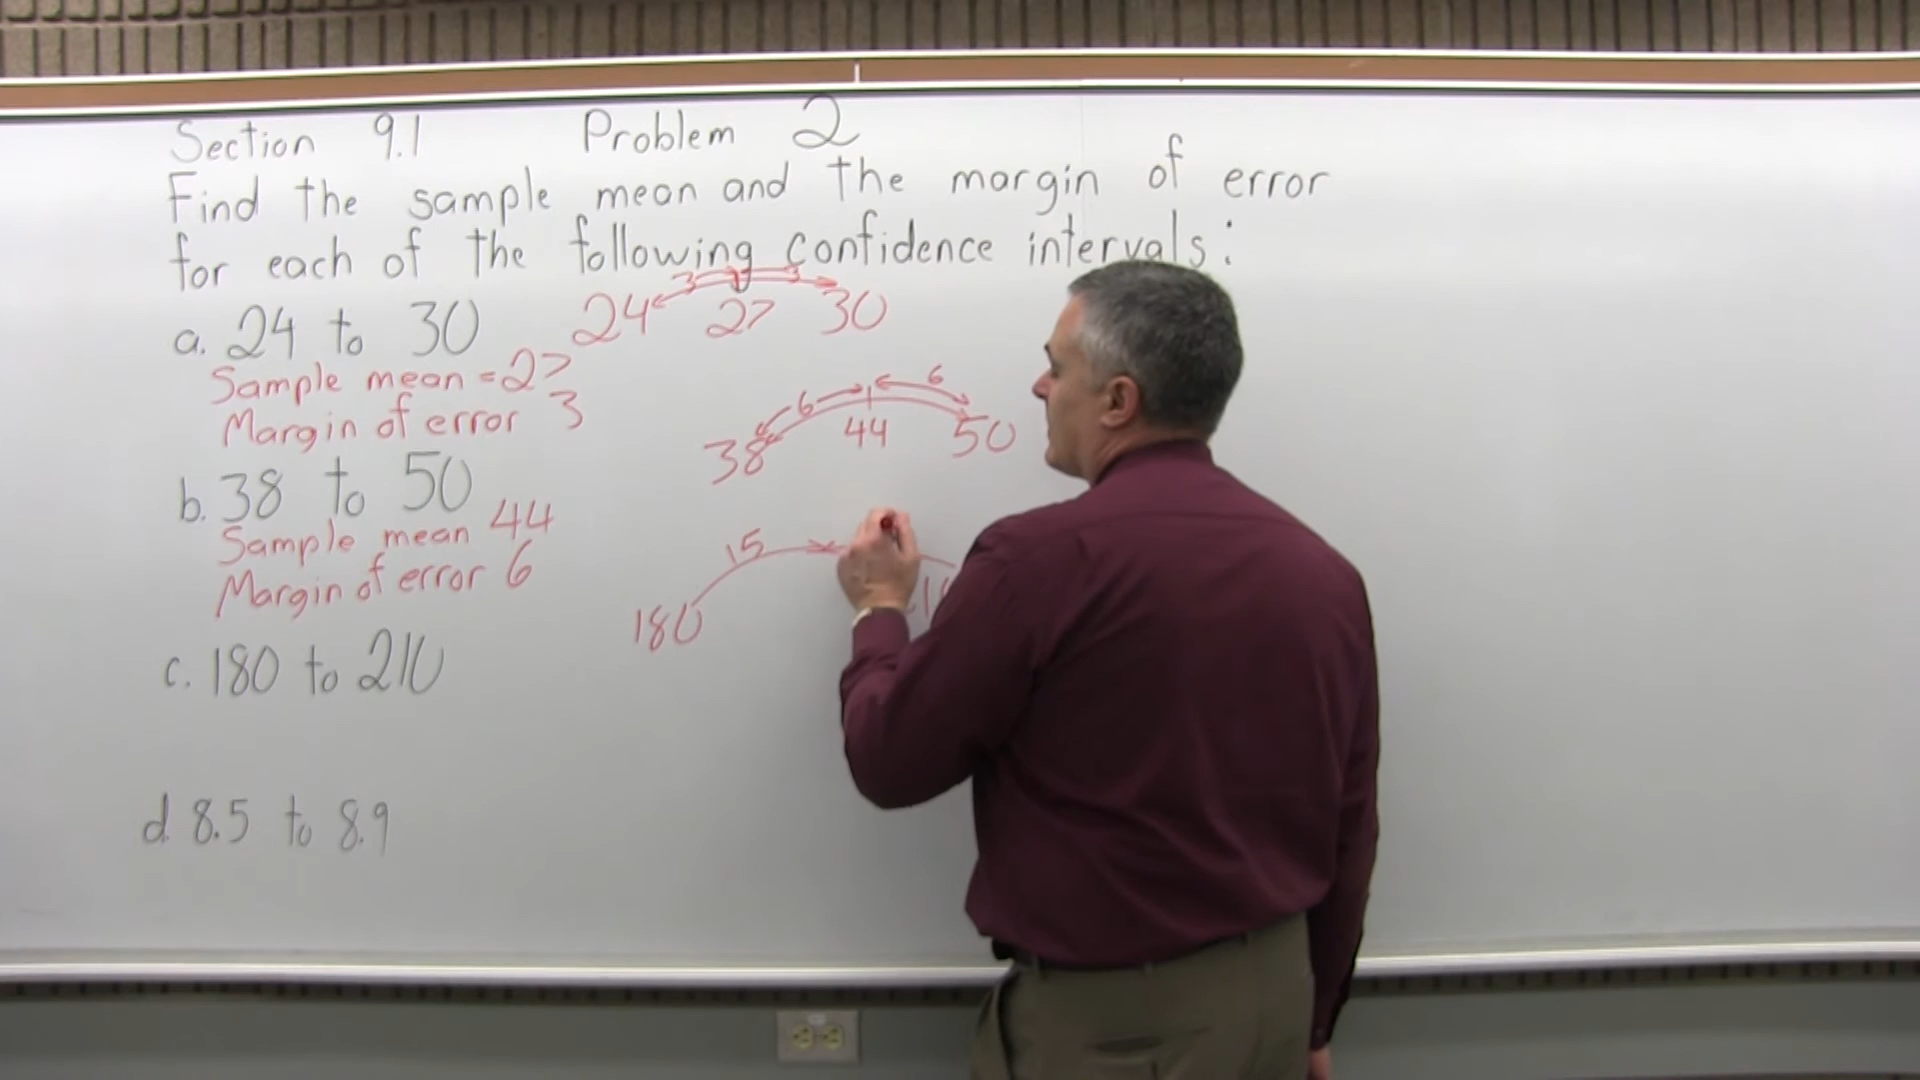 Section 9.1 Problem 2
Find the sample mean and the margin of error
for each of the following confidence intervals:
a. 24 to 30
Sample mean = 27
Margin of error 3
b. 38 to 50
Sample mean 44
Margin of error 6
c. 180 to 210
d. 8.5 to 8.9
3 3
24 27 30
6 6
38 44 50
15
180